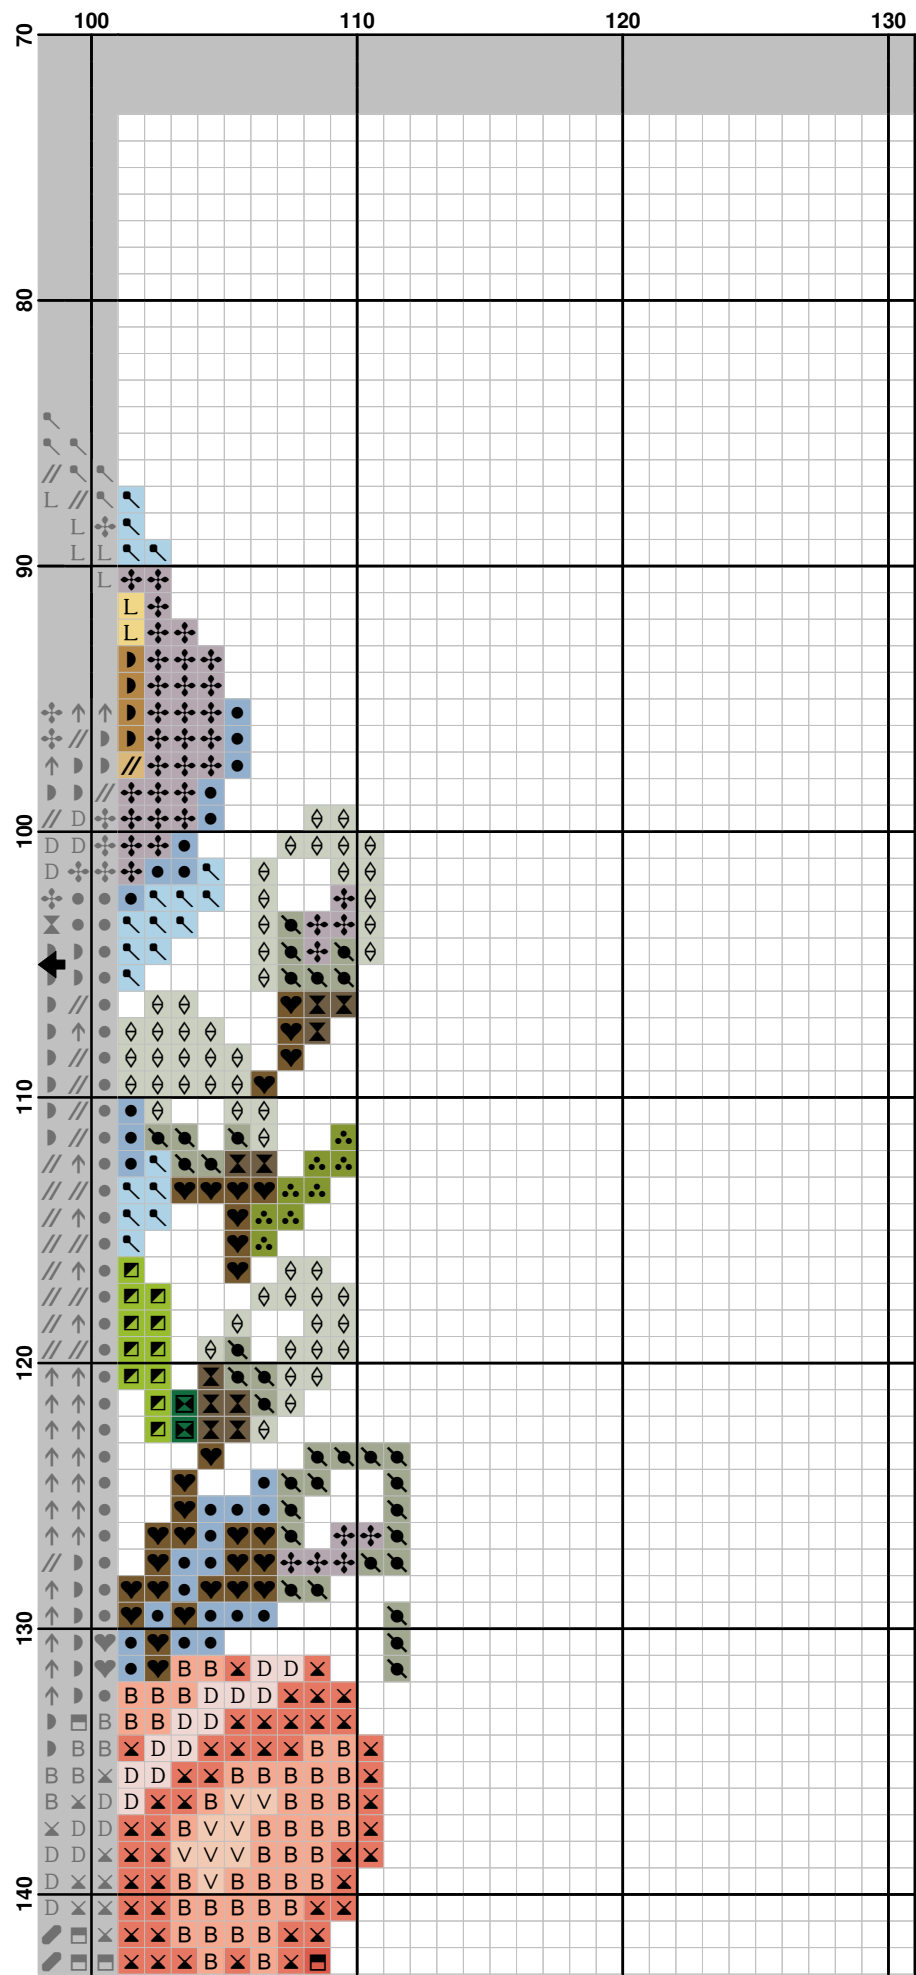 100 110 120 130
70
80
L
L
L L
90
L
L
L
D
100
D D
D
110
120
130
B B D D
B B B D D D
B B B D D
B B D D B B
B B D D B B B B B
B D D B V V B B B
D D B V V B B B B
D D V V V B B B
D B V B B B B
140
D B B B B B
B B B B
B B